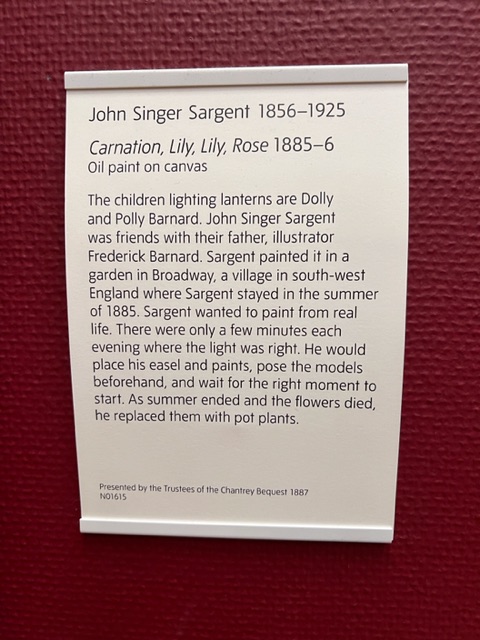 John Singer Sargent 1856–1925
Carnation, Lily, Lily, Rose 1885–6
Oil paint on canvas
The children lighting lanterns are Dolly
and Polly Barnard. John Singer Sargent
was friends with their father, illustrator
Frederick Barnard. Sargent painted it in a
garden in Broadway, a village in south-west
England where Sargent stayed in the summer
of 1885. Sargent wanted to paint from real
life. There were only a few minutes each
evening where the light was right. He would
place his easel and paints, pose the models
beforehand, and wait for the right moment to
start. As summer ended and the flowers died,
he replaced them with pot plants.
Presented by the Trustees of the Chantrey Bequest 1887
N01615